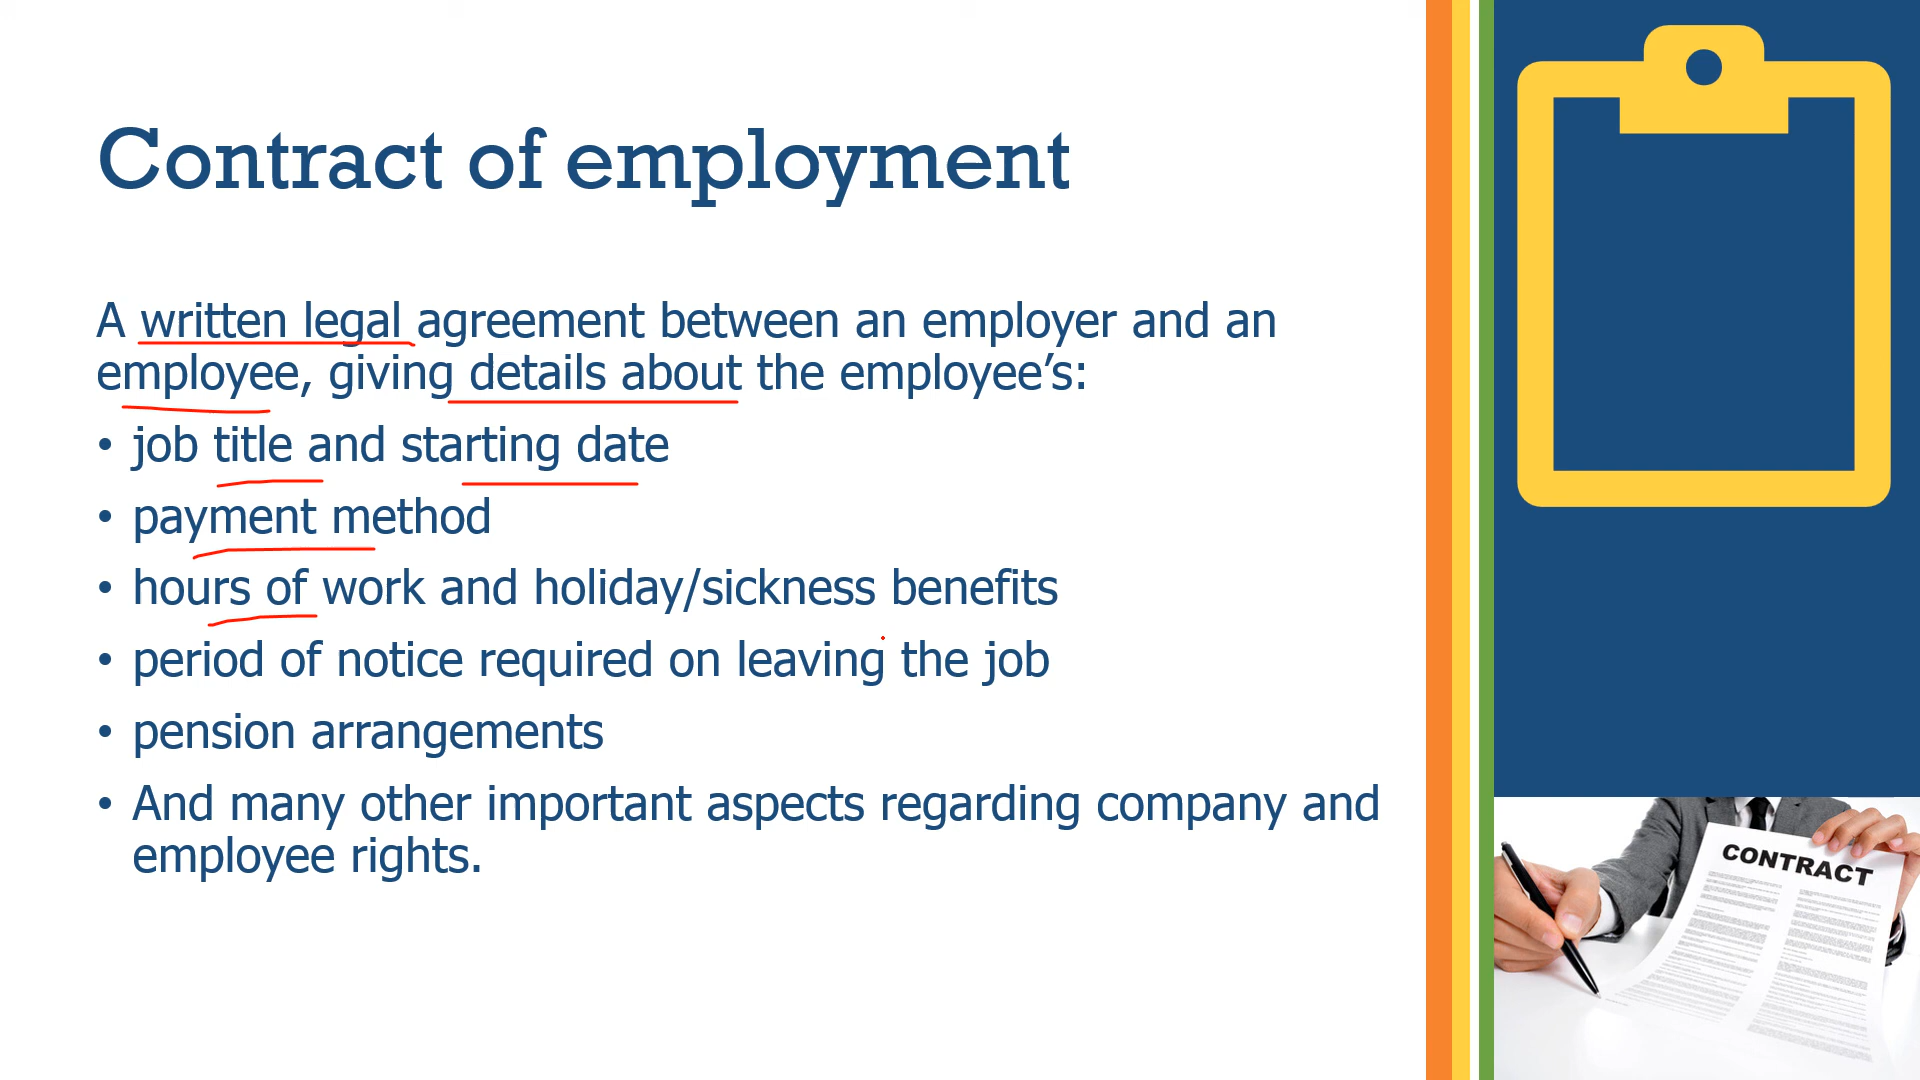 Contract of employment
A written legal agreement between an employer and an
employee, giving details about the employee’s:
• job title and starting date
• payment method
• hours of work and holiday/sickness benefits
• period of notice required on leaving the job
• pension arrangements
• And many other important aspects regarding company and
employee rights.
CONTRACT